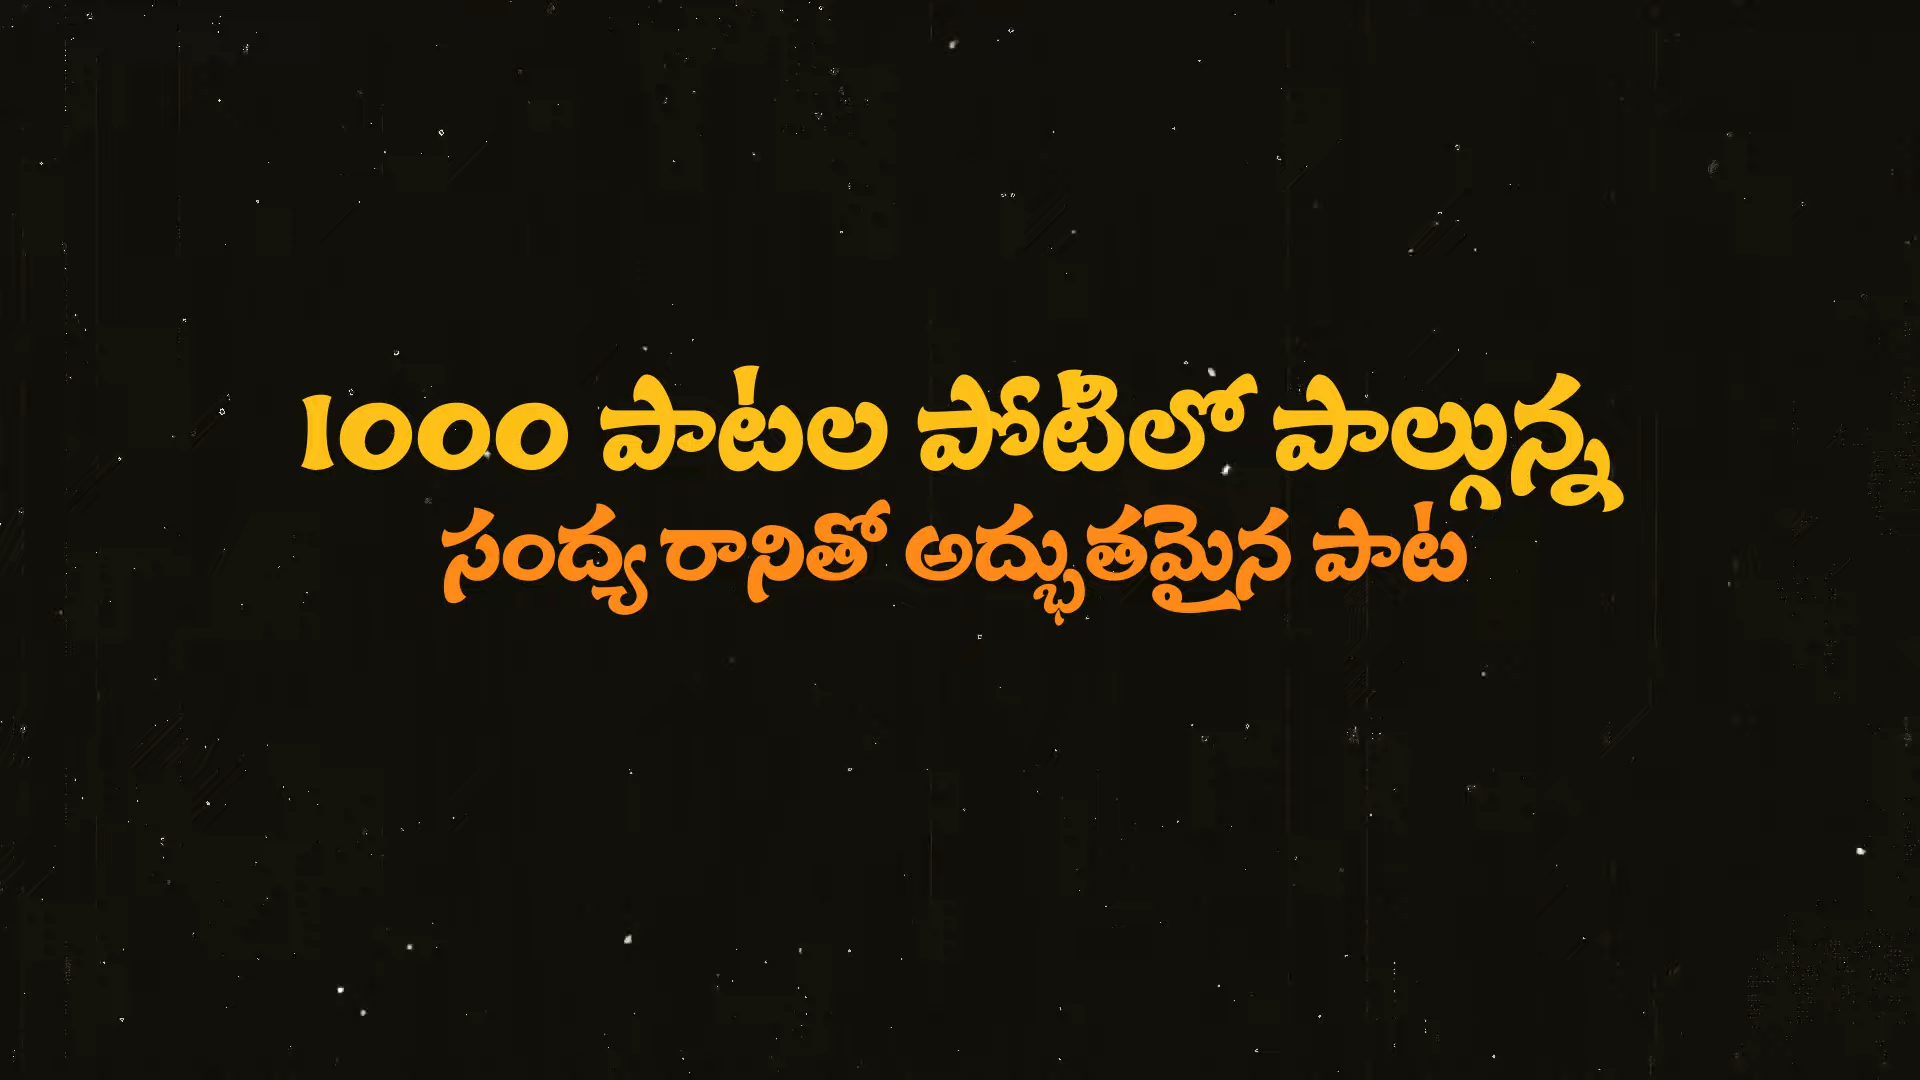 1000 పాటల పోటీలో పాల్గున్న
సంద్య రానితో అద్భుతమైన పాట